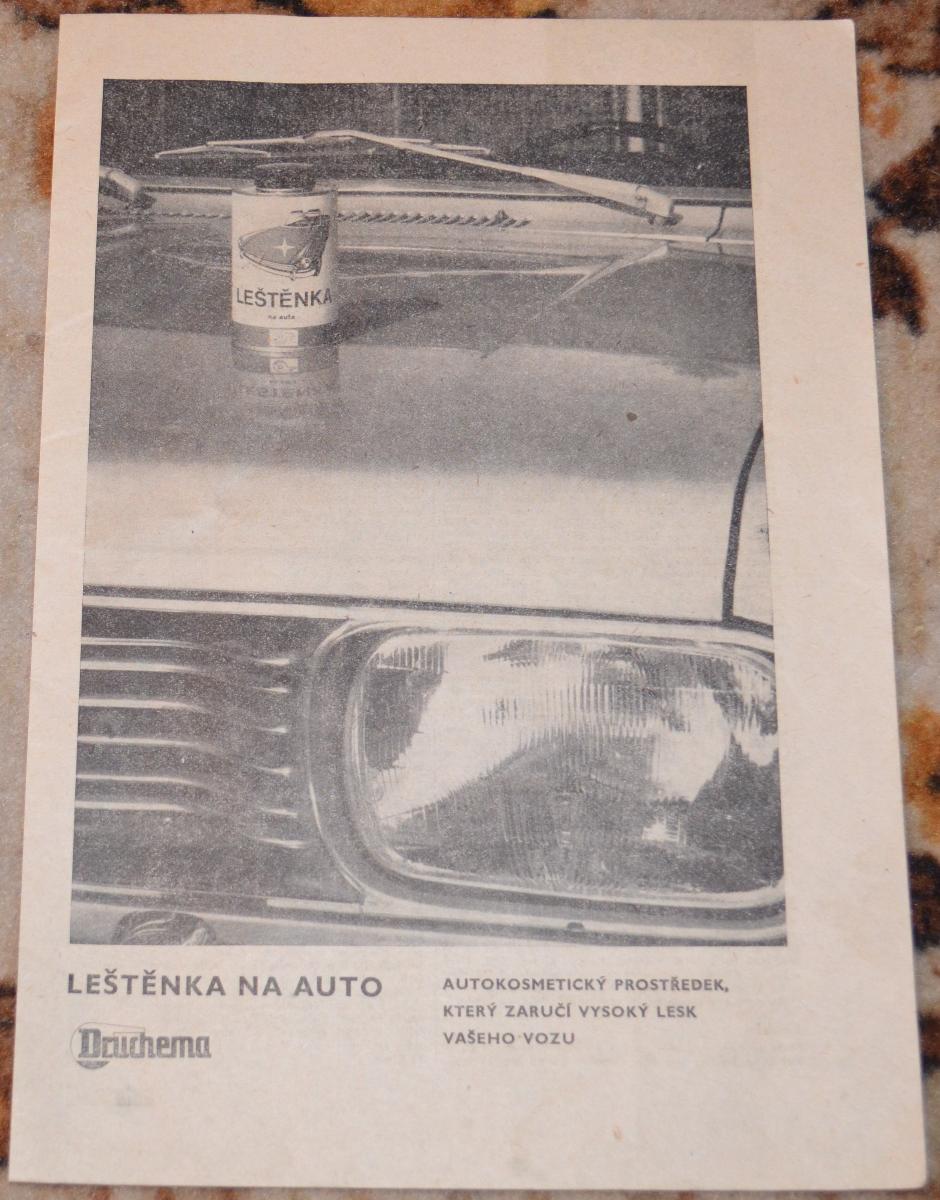 LEŠTĚNKA
na auto
LEŠTĚNKA NA AUTO
Druchema
AUTOKOSMETICKÝ PROSTŘEDEK,
KTERÝ ZARUČÍ VYSOKÝ LESK
VAŠEHO VOZU